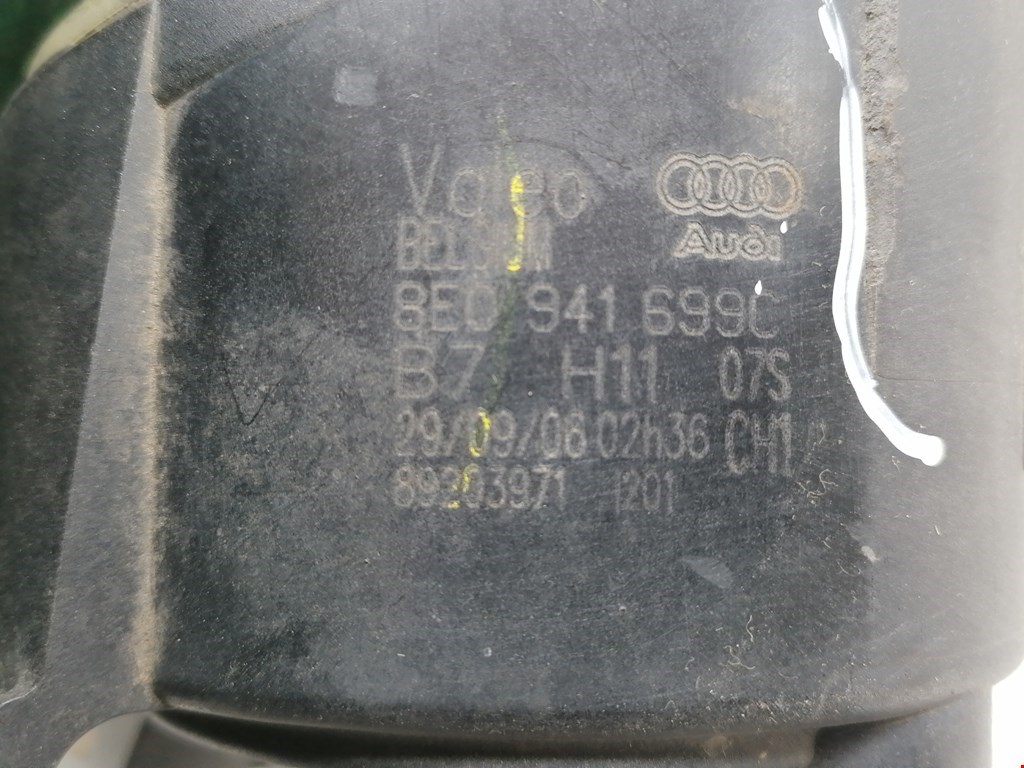 Valeo
Audi
BELGIUM
8E0 941 699C
B7 H11 07S
29/09/08 02h36 CH1
89203971 1201